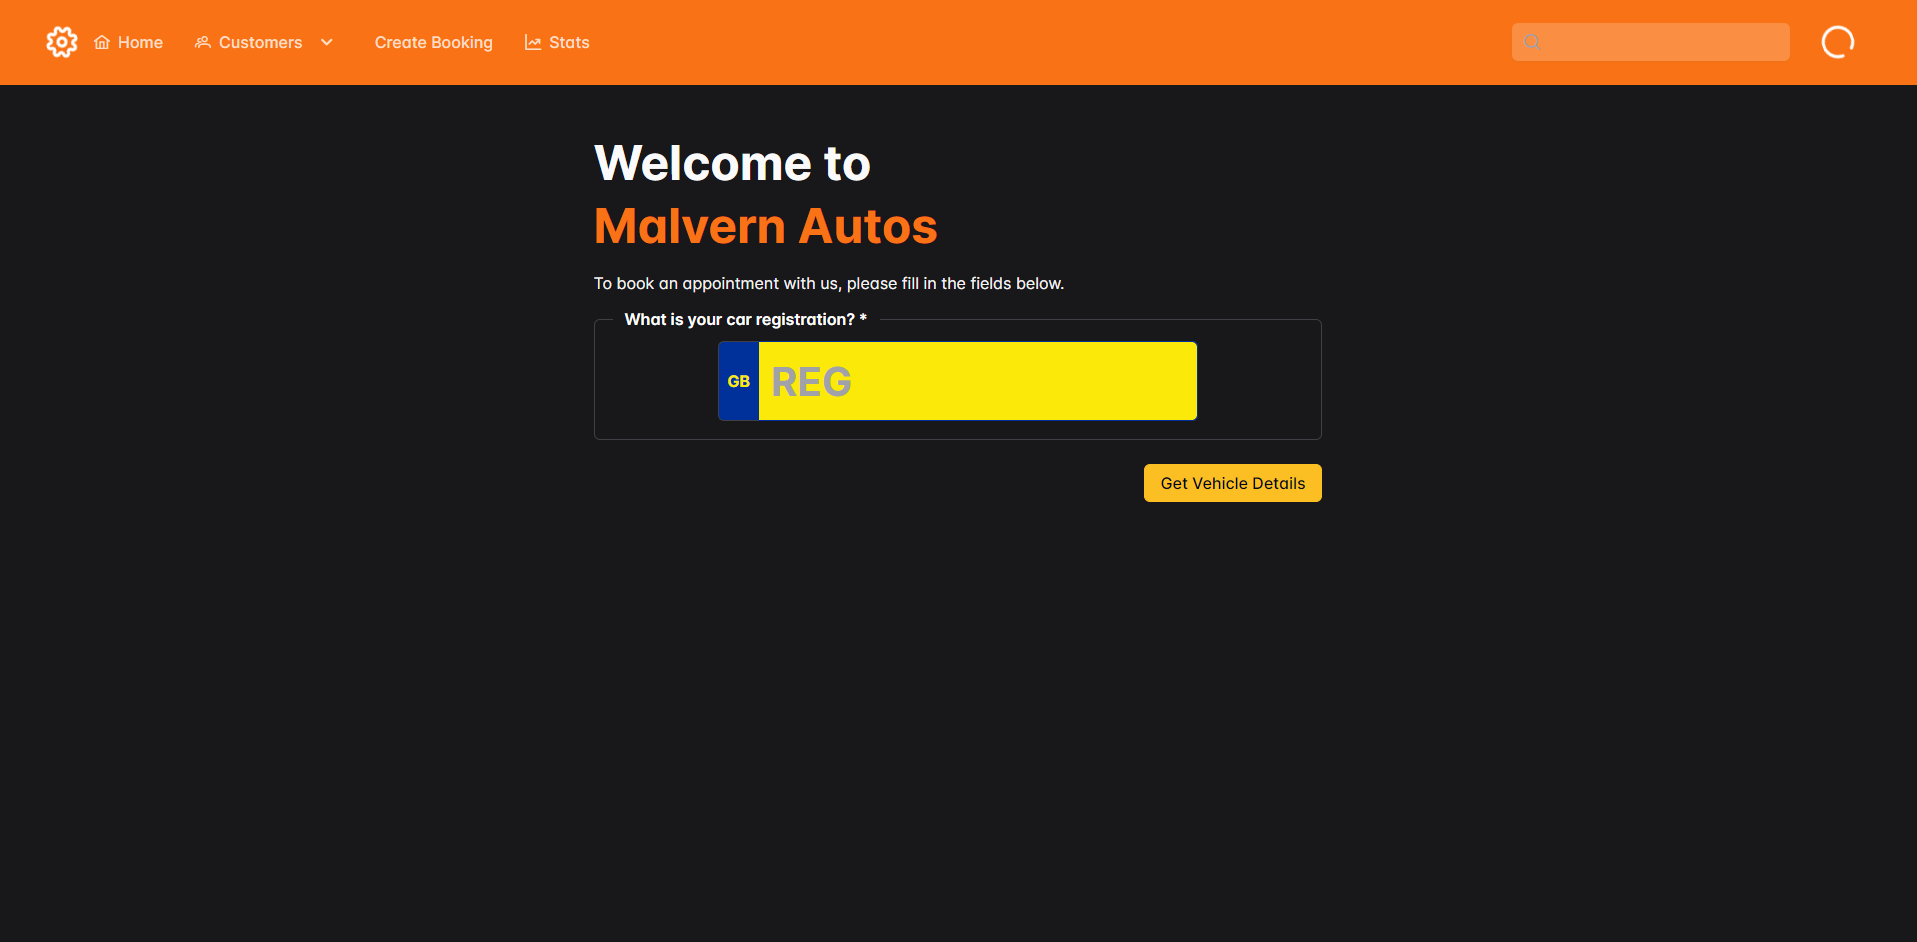 Home Customers Create Booking Stats
Welcome to
Malvern Autos
To book an appointment with us, please fill in the fields below.
What is your car registration? *
GB REG
Get Vehicle Details